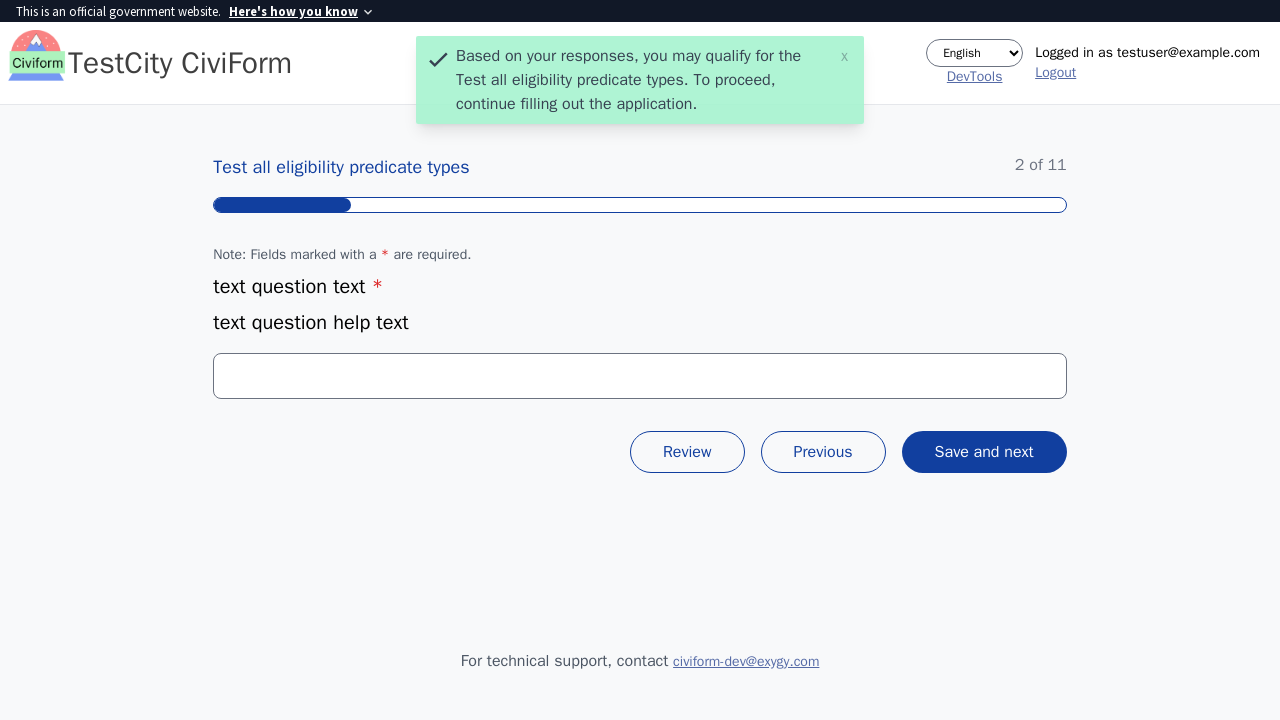 This is an official government website. Here's how you know
Civiform
TestCity CiviForm
Based on your responses, you may qualify for the
Test all eligibility predicate types. To proceed,
continue filling out the application.
x
English
DevTools
Logged in as testuser@example.com
Logout
Test all eligibility predicate types
2 of 11
Note: Fields marked with a * are required.
text question text *
text question help text
Review
Previous
Save and next
For technical support, contact civiform-dev@exygy.com